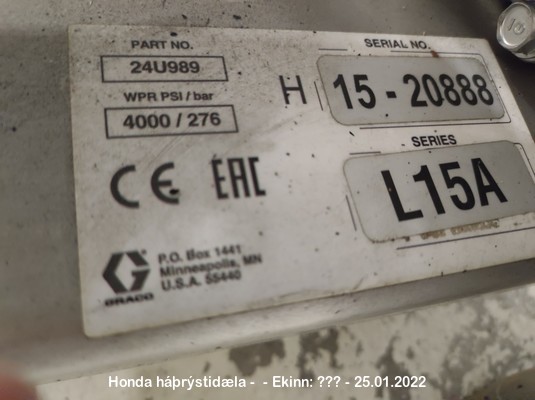 PART NO.
24U989
WPR PSI / bar
4000 / 276
SERIAL NO.
H 15 - 20888
SERIES
L15A
CE EAC
GRACO
P.O. Box 1441
Minneapolis, MN
U.S.A. 55440
Honda háþrýstidæla - - Ekinn: ??? - 25.01.2022